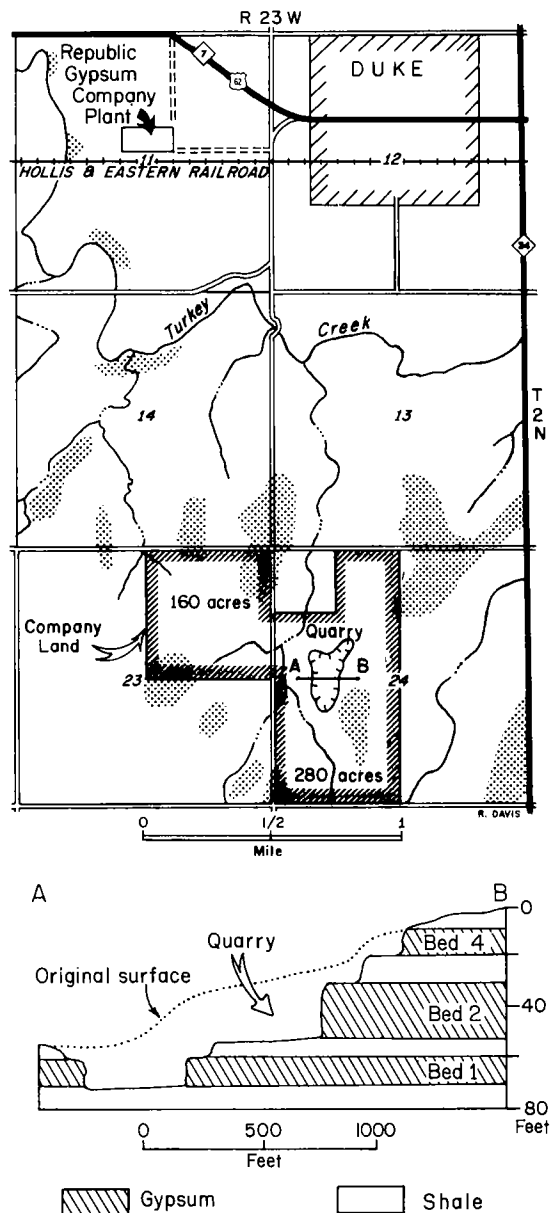 R 23 W
Republic
Gypsum
Company
Plant
7
62
DUKE
11
12
HOLLIS & EASTERN RAILROAD
34
Turkey
Creek
T
2
N
14
13
160 acres
Company
Land
Quarry
23
A
B
24
280 acres
R. DAVIS
0
1/2
1
Mile
A
B
0
Quarry
Bed 4
Original surface
40
Bed 2
Bed 1
80
Feet
0
500
1000
Feet
Gypsum
Shale